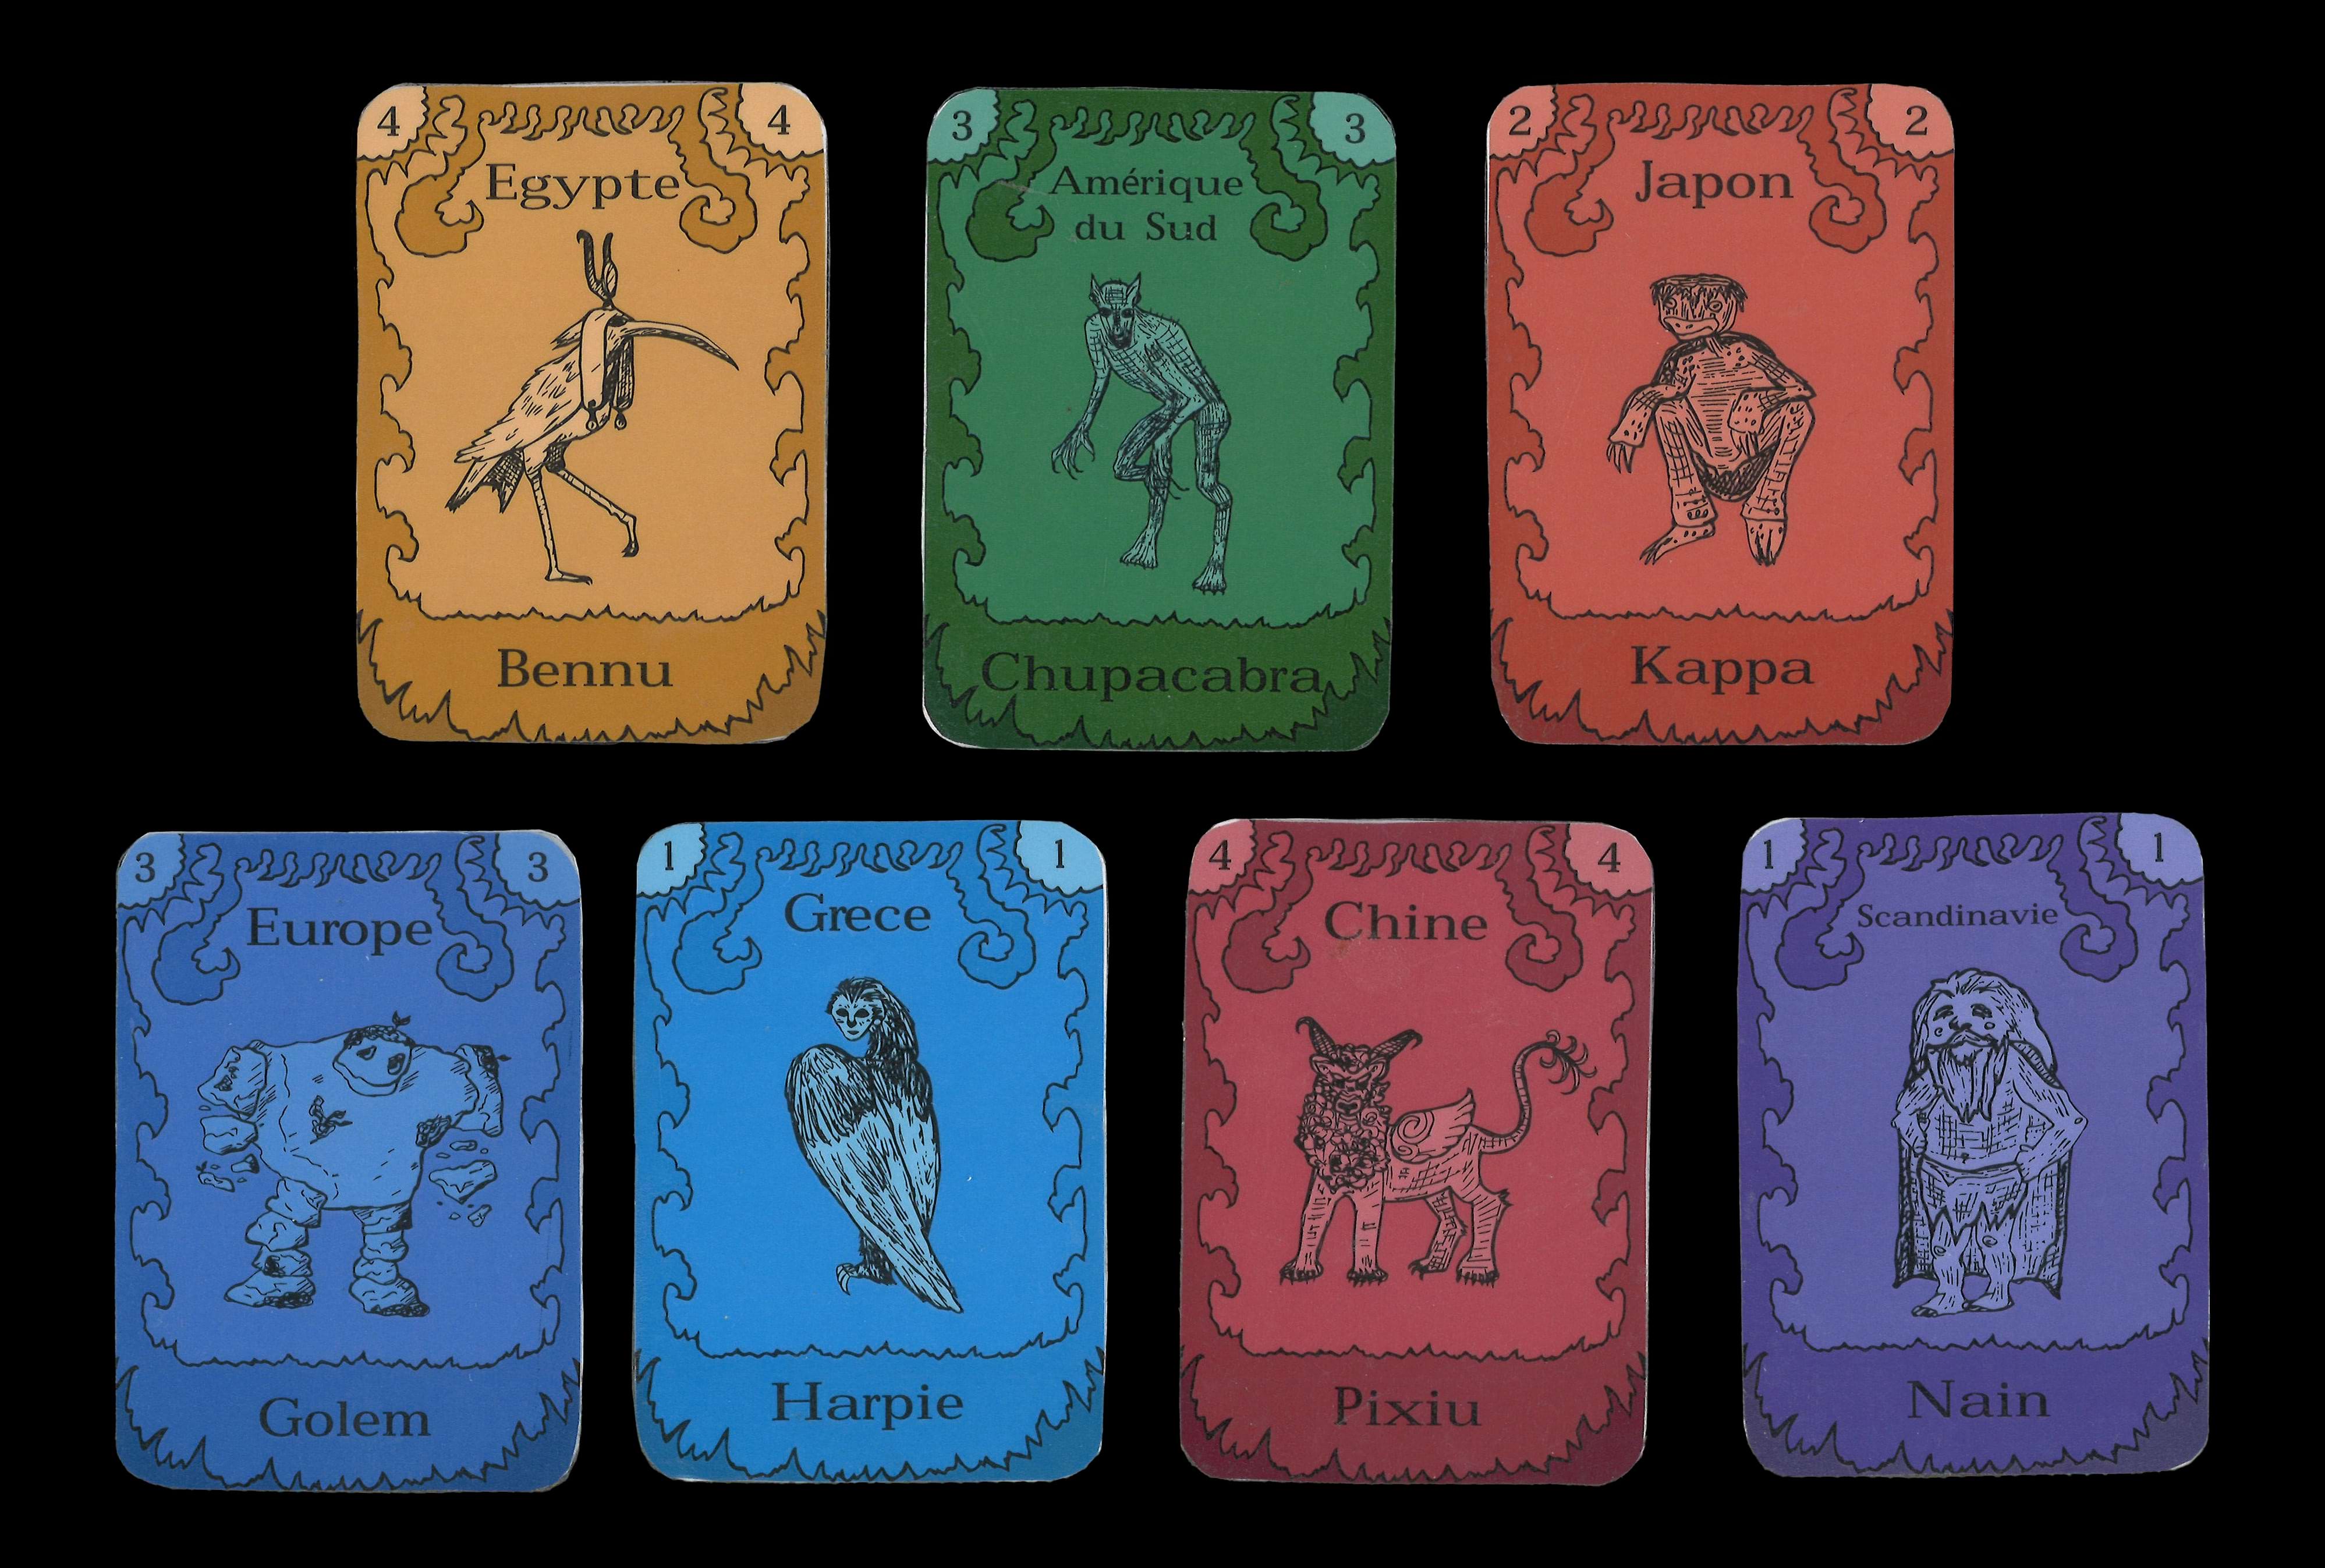 4 4
Egypte
Bennu
3 3
Amérique
du Sud
Chupacabra
2 2
Japon
Kappa
3 3
Europe
Golem
1 1
Grece
Harpie
4 4
Chine
Pixiu
1 1
Scandinavie
Nain